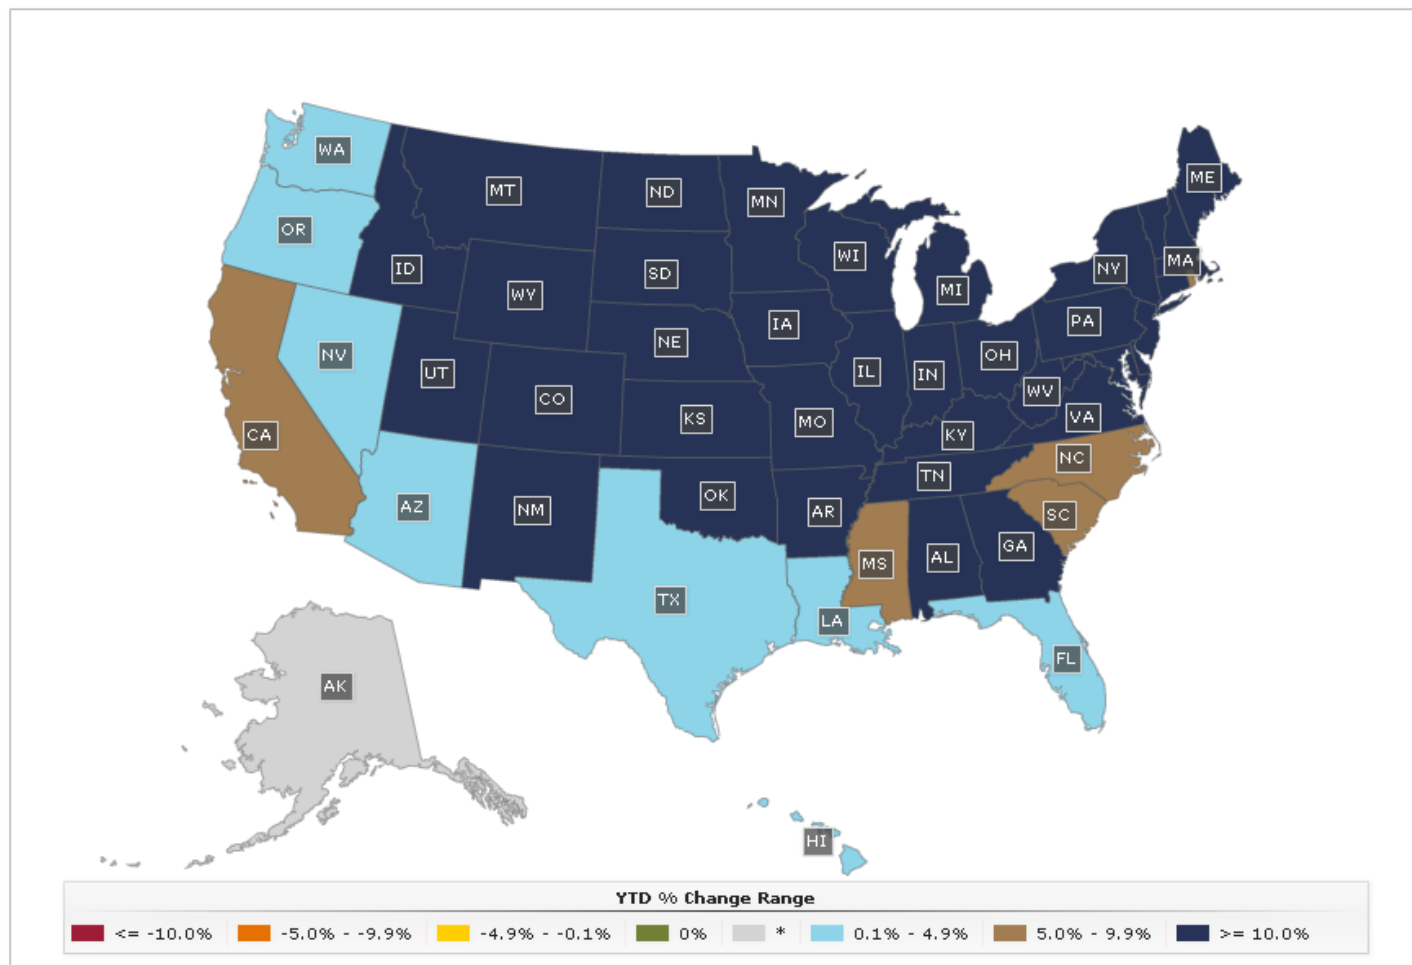 WA
ME
MT
ND
MN
OR
WI
MA
ID
SD
NY
WY
MI
IA
PA
NE
NV
OH
UT
IL
IN
CO
WV
KS
VA
MO
CA
KY
NC
TN
OK
AZ
NM
AR
SC
GA
AL
MS
TX
LA
FL
AK
HI
YTD % Change Range
<= -10.0% -5.0% - -9.9% -4.9% - -0.1% 0% * 0.1% - 4.9% 5.0% - 9.9% >= 10.0%